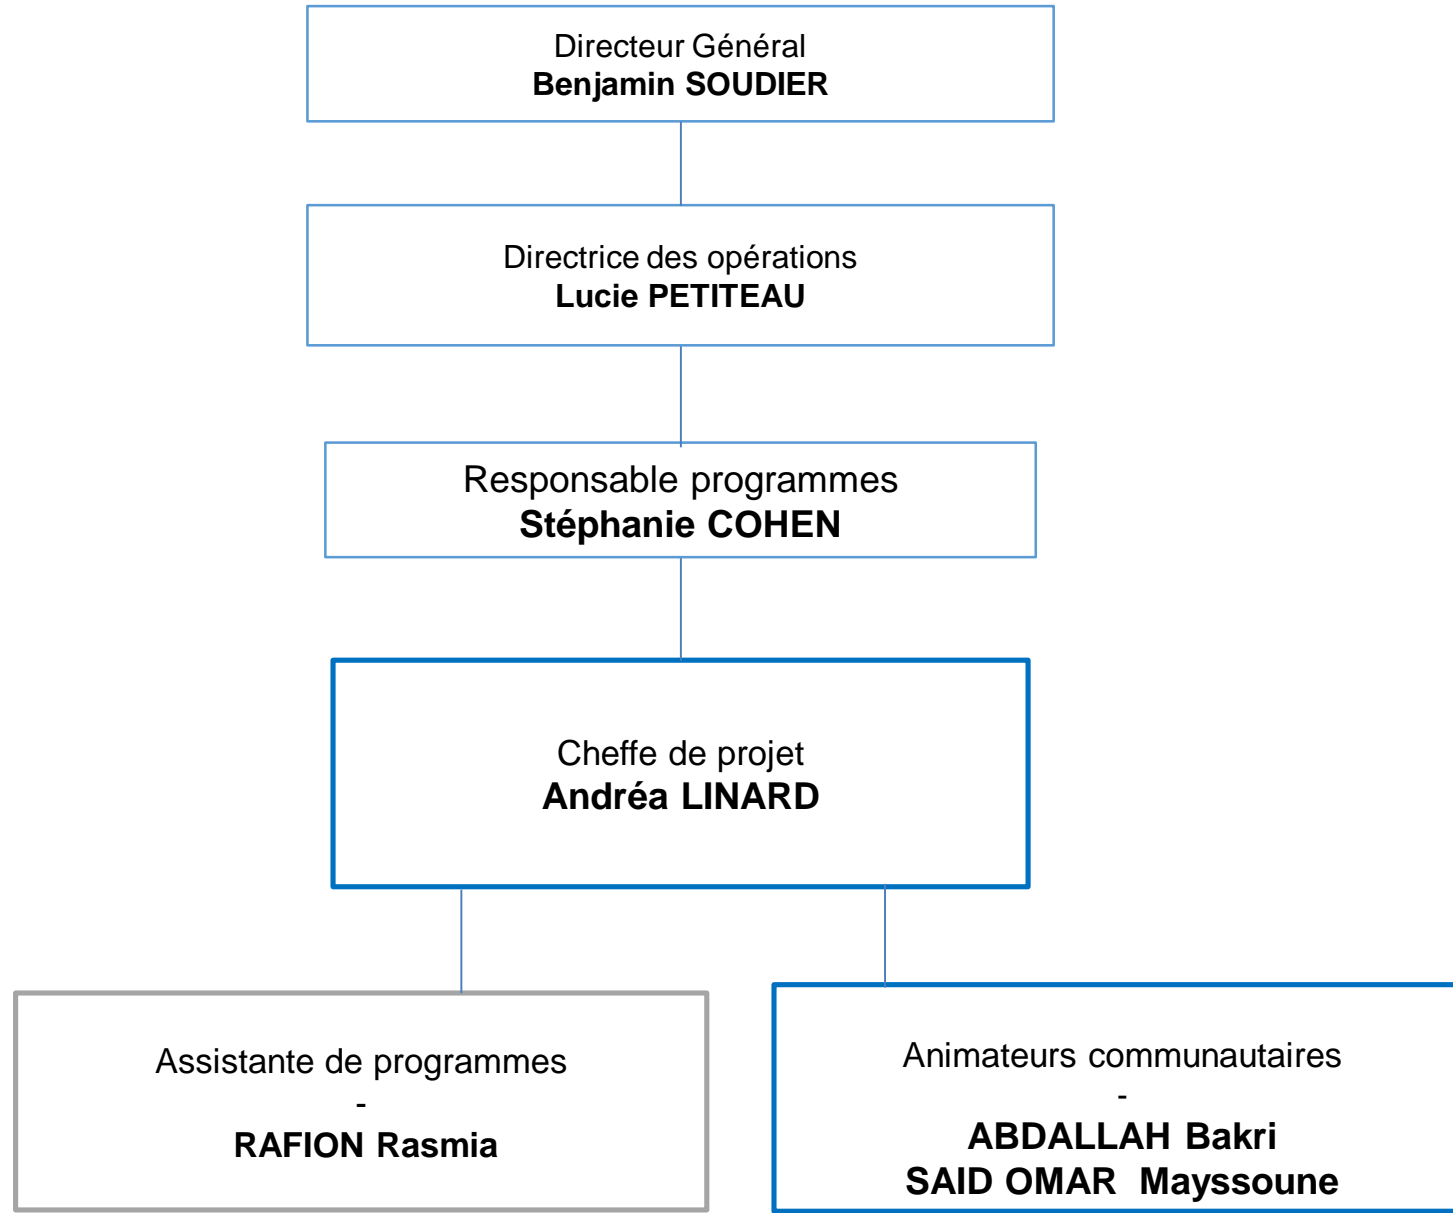 Directeur Général
Benjamin SOUDIER
Directrice des opérations
Lucie PETITEAU
Responsable programmes
Stéphanie COHEN
Cheffe de projet
Andréa LINARD
Assistante de programmes
-
RAFION Rasmia
Animateurs communautaires
-
ABDALLAH Bakri
SAID OMAR Mayssoune